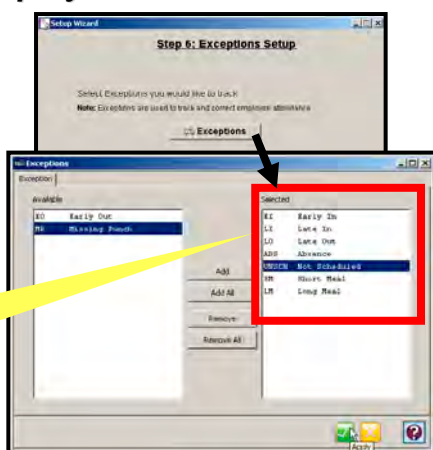 Setup Wizard
Step 6: Exceptions Setup
Select Exceptions you would like to track
Note: Exceptions are used to track and correct employee attendance
Exceptions
Exceptions
Exception
Available
Selected
EO Early Out
Missing Punch
EI Early In
LI Late In
LO Late Out
ABS Absence
UNSCH Not Scheduled
SM Short Meal
LM Long Meal
Add
Add All
Remove
Remove All
Apply